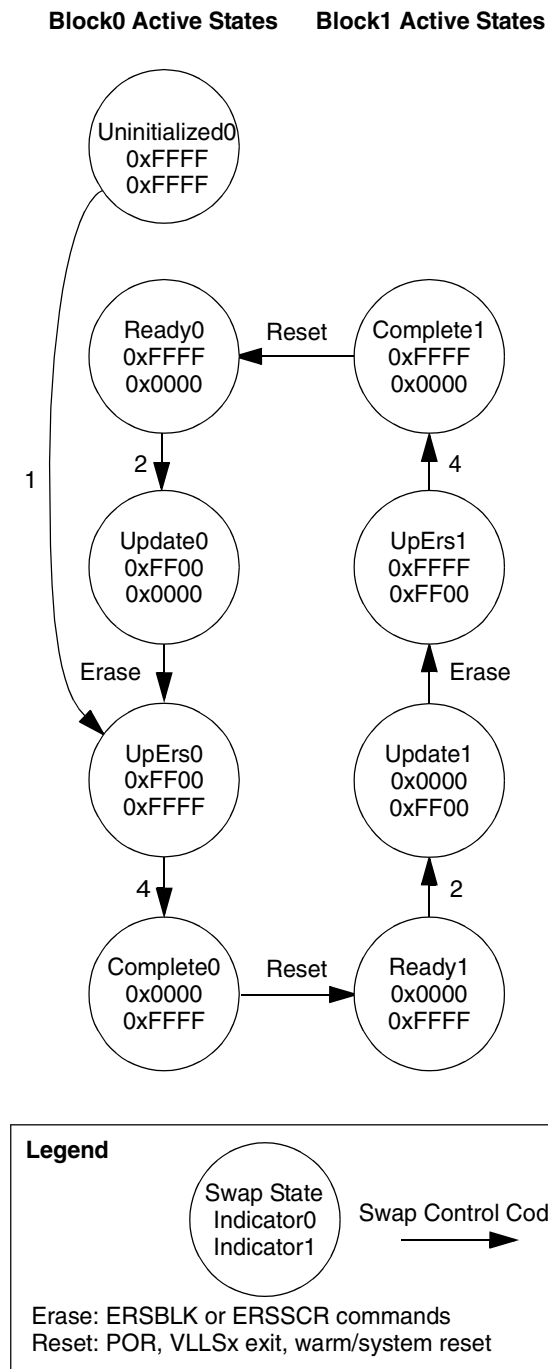 Block0 Active States
Block1 Active States
Uninitialized0
0xFFFF
0xFFFF
Ready0
0xFFFF
0x0000
Reset
Complete1
0xFFFF
0x0000
1
2
4
Update0
0xFF00
0x0000
UpErs1
0xFFFF
0xFF00
Erase
Erase
UpErs0
0xFF00
0xFFFF
Update1
0x0000
0xFF00
4
2
Complete0
0x0000
0xFFFF
Reset
Ready1
0x0000
0xFFFF
Legend
Swap State
Indicator0
Indicator1
Swap Control Cod
Erase: ERSBLK or ERSSCR commands
Reset: POR, VLLSx exit, warm/system reset